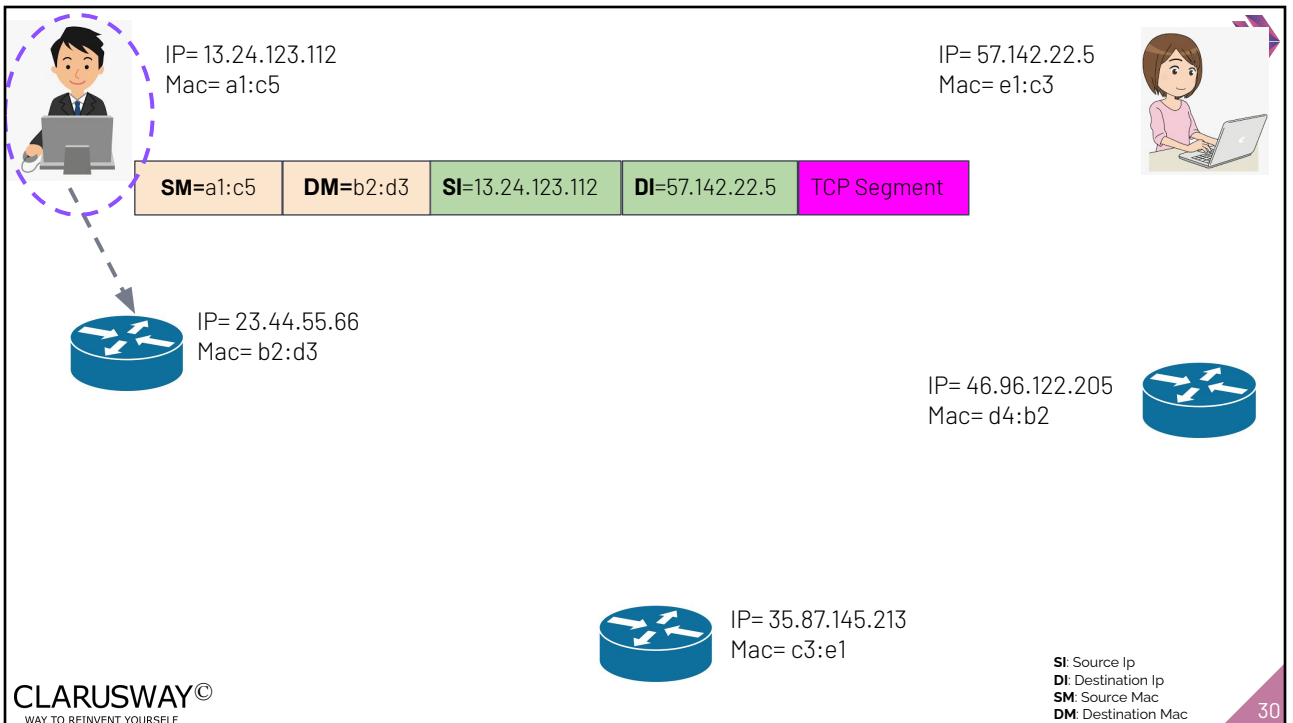 IP= 13.24.123.112
Mac= a1:c5
IP= 57.142.22.5
Mac= e1:c3
SM=a1:c5 DM=b2:d3 SI=13.24.123.112 DI=57.142.22.5 TCP Segment
IP= 23.44.55.66
Mac= b2:d3
IP= 46.96.122.205
Mac= d4:b2
IP= 35.87.145.213
Mac= c3:e1
SI: Source Ip
DI: Destination Ip
SM: Source Mac
DM: Destination Mac
CLARUSWAY©
WAY TO REINVENT YOURSELF
30